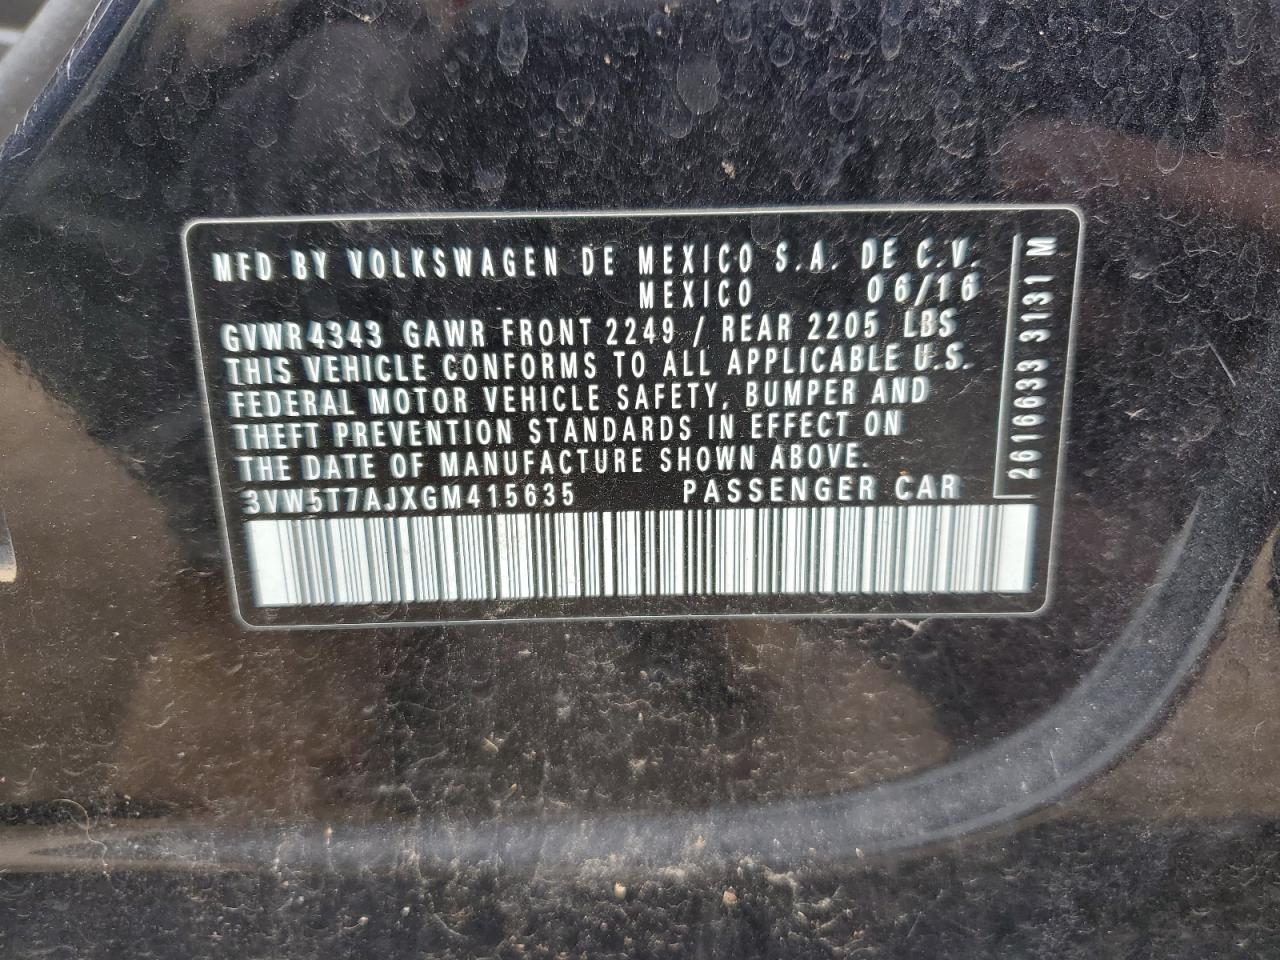 MFD BY VOLKSWAGEN DE MEXICO S.A. DE C.V.
MEXICO 06/16
GVWR4343 GAWR FRONT 2249 / REAR 2205 LBS
THIS VEHICLE CONFORMS TO ALL APPLICABLE U.S.
FEDERAL MOTOR VEHICLE SAFETY, BUMPER AND
THEFT PREVENTION STANDARDS IN EFFECT ON
THE DATE OF MANUFACTURE SHOWN ABOVE.
3VW5T7AJXGM415635 PASSENGER CAR
2616633 3131 M